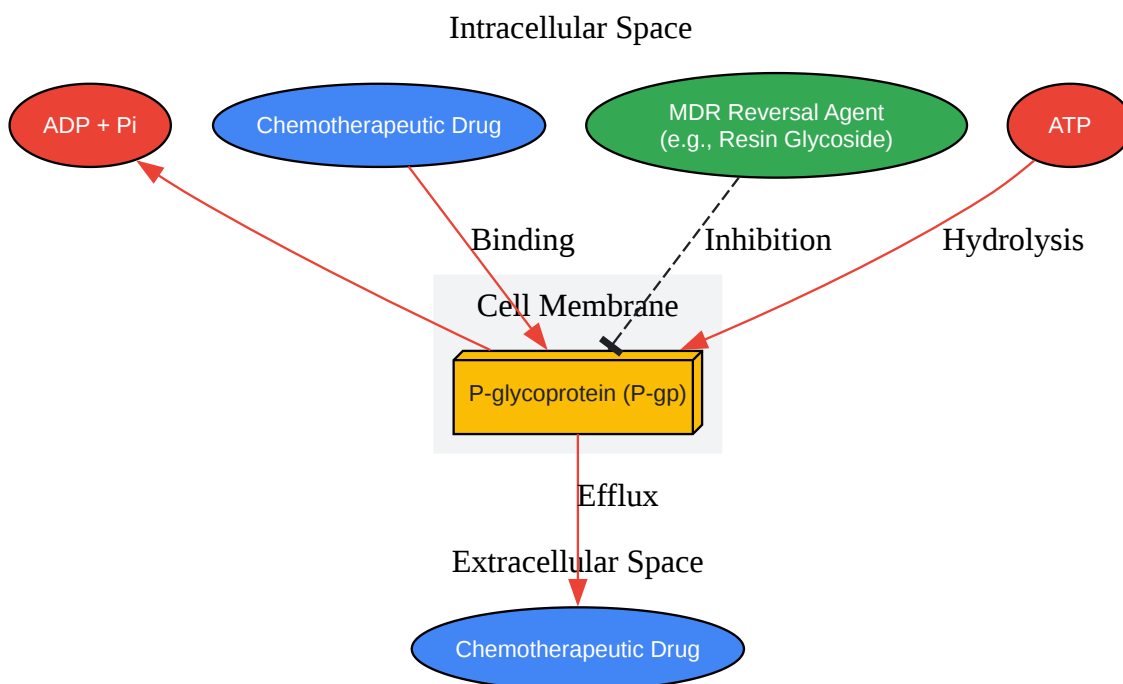 Intracellular Space
ADP + Pi
Chemotherapeutic Drug
MDR Reversal Agent
(e.g., Resin Glycoside)
ATP
Binding
Inhibition
Hydrolysis
Cell Membrane
P-glycoprotein (P-gp)
Efflux
Extracellular Space
Chemotherapeutic Drug